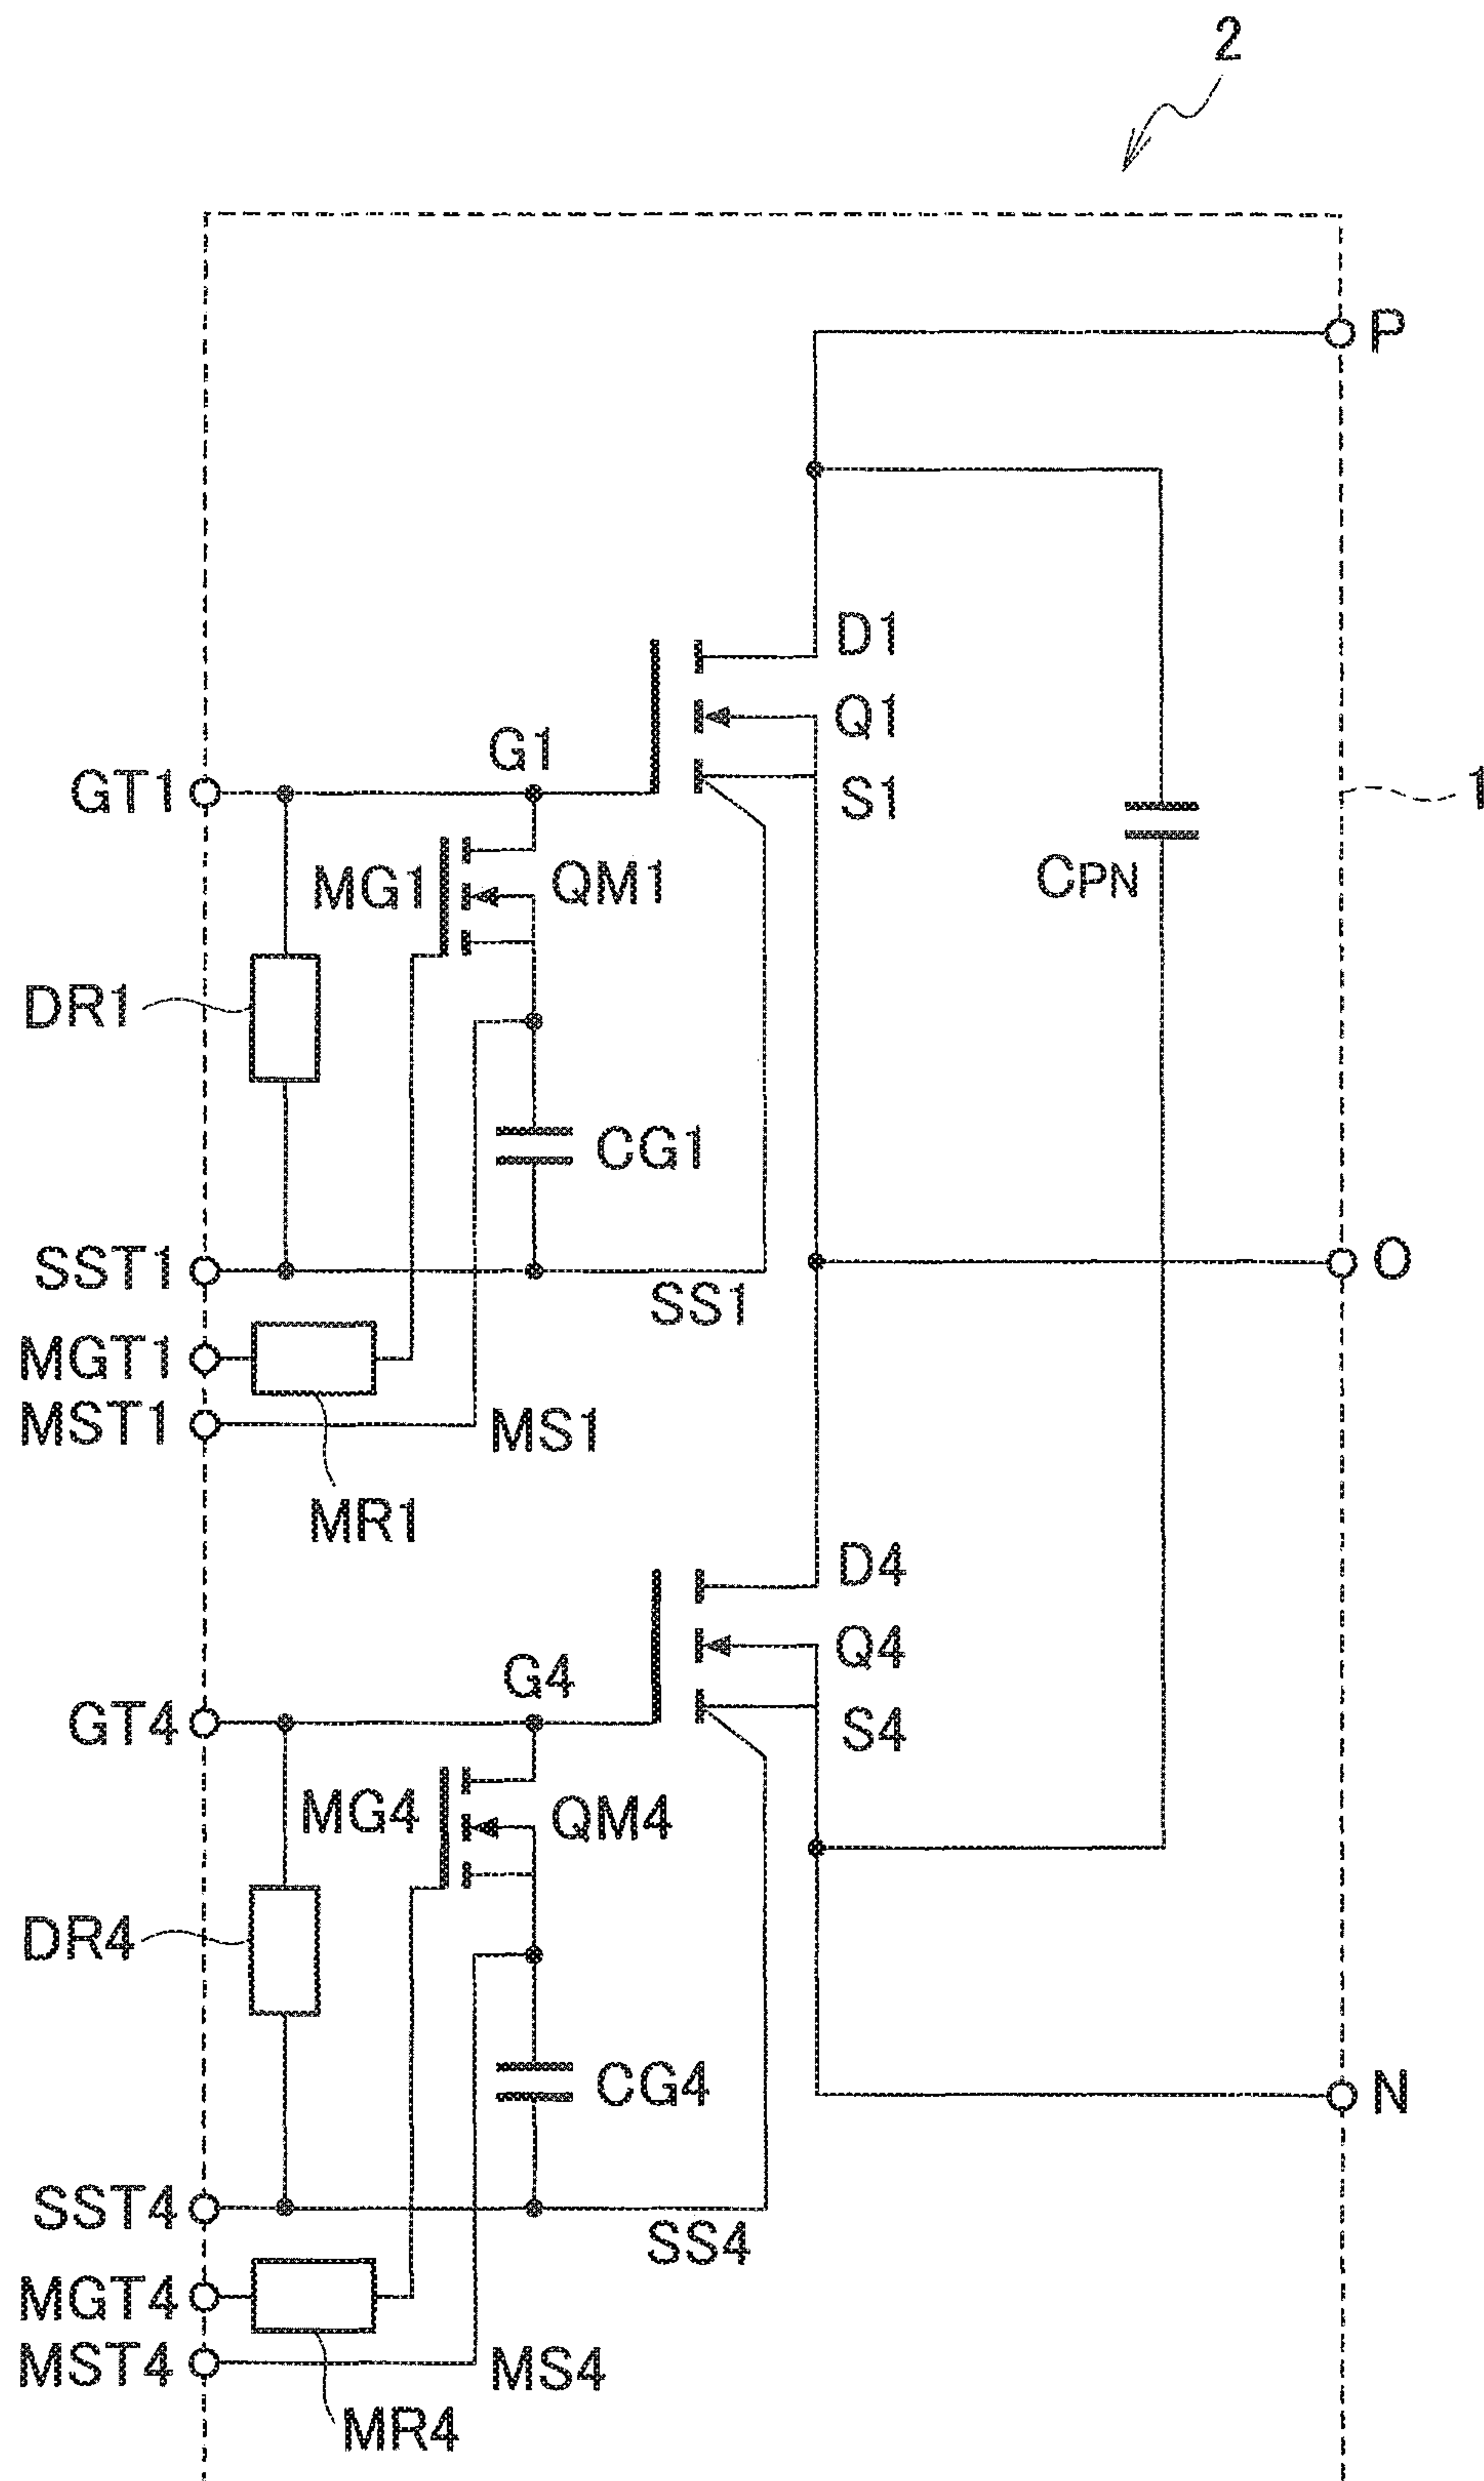 2
P
D1
Q1
G1
S1
GT1
1
MG1
QM1
CPN
DR1
CG1
SST1
O
SS1
MGT1
MST1
MS1
MR1
D4
Q4
G4
S4
GT4
MG4
QM4
DR4
CG4
N
SST4
SS4
MGT4
MST4
MS4
MR4